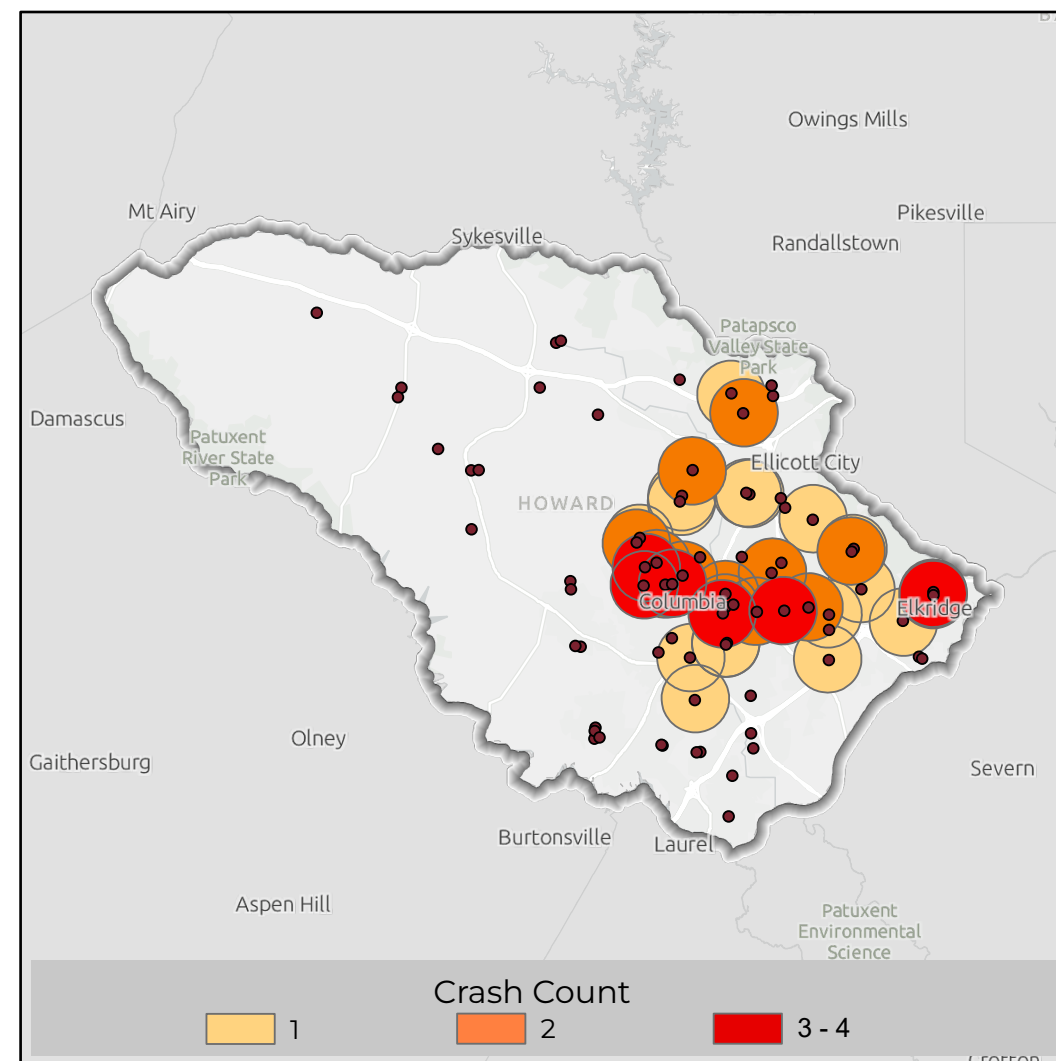 Owings Mills
Mt Airy
Pikesville
Sykesville
Randallstown
Patapsco
Valley State
Park
Damascus
Patuxent
River State
Park
Ellicott City
HOWARD
Columbia
Elkridge
Olney
Gaithersburg
Severn
Burtonsville
Laurel
Aspen Hill
Patuxent
Environmental
Science
Crash Count
1
2
3 - 4